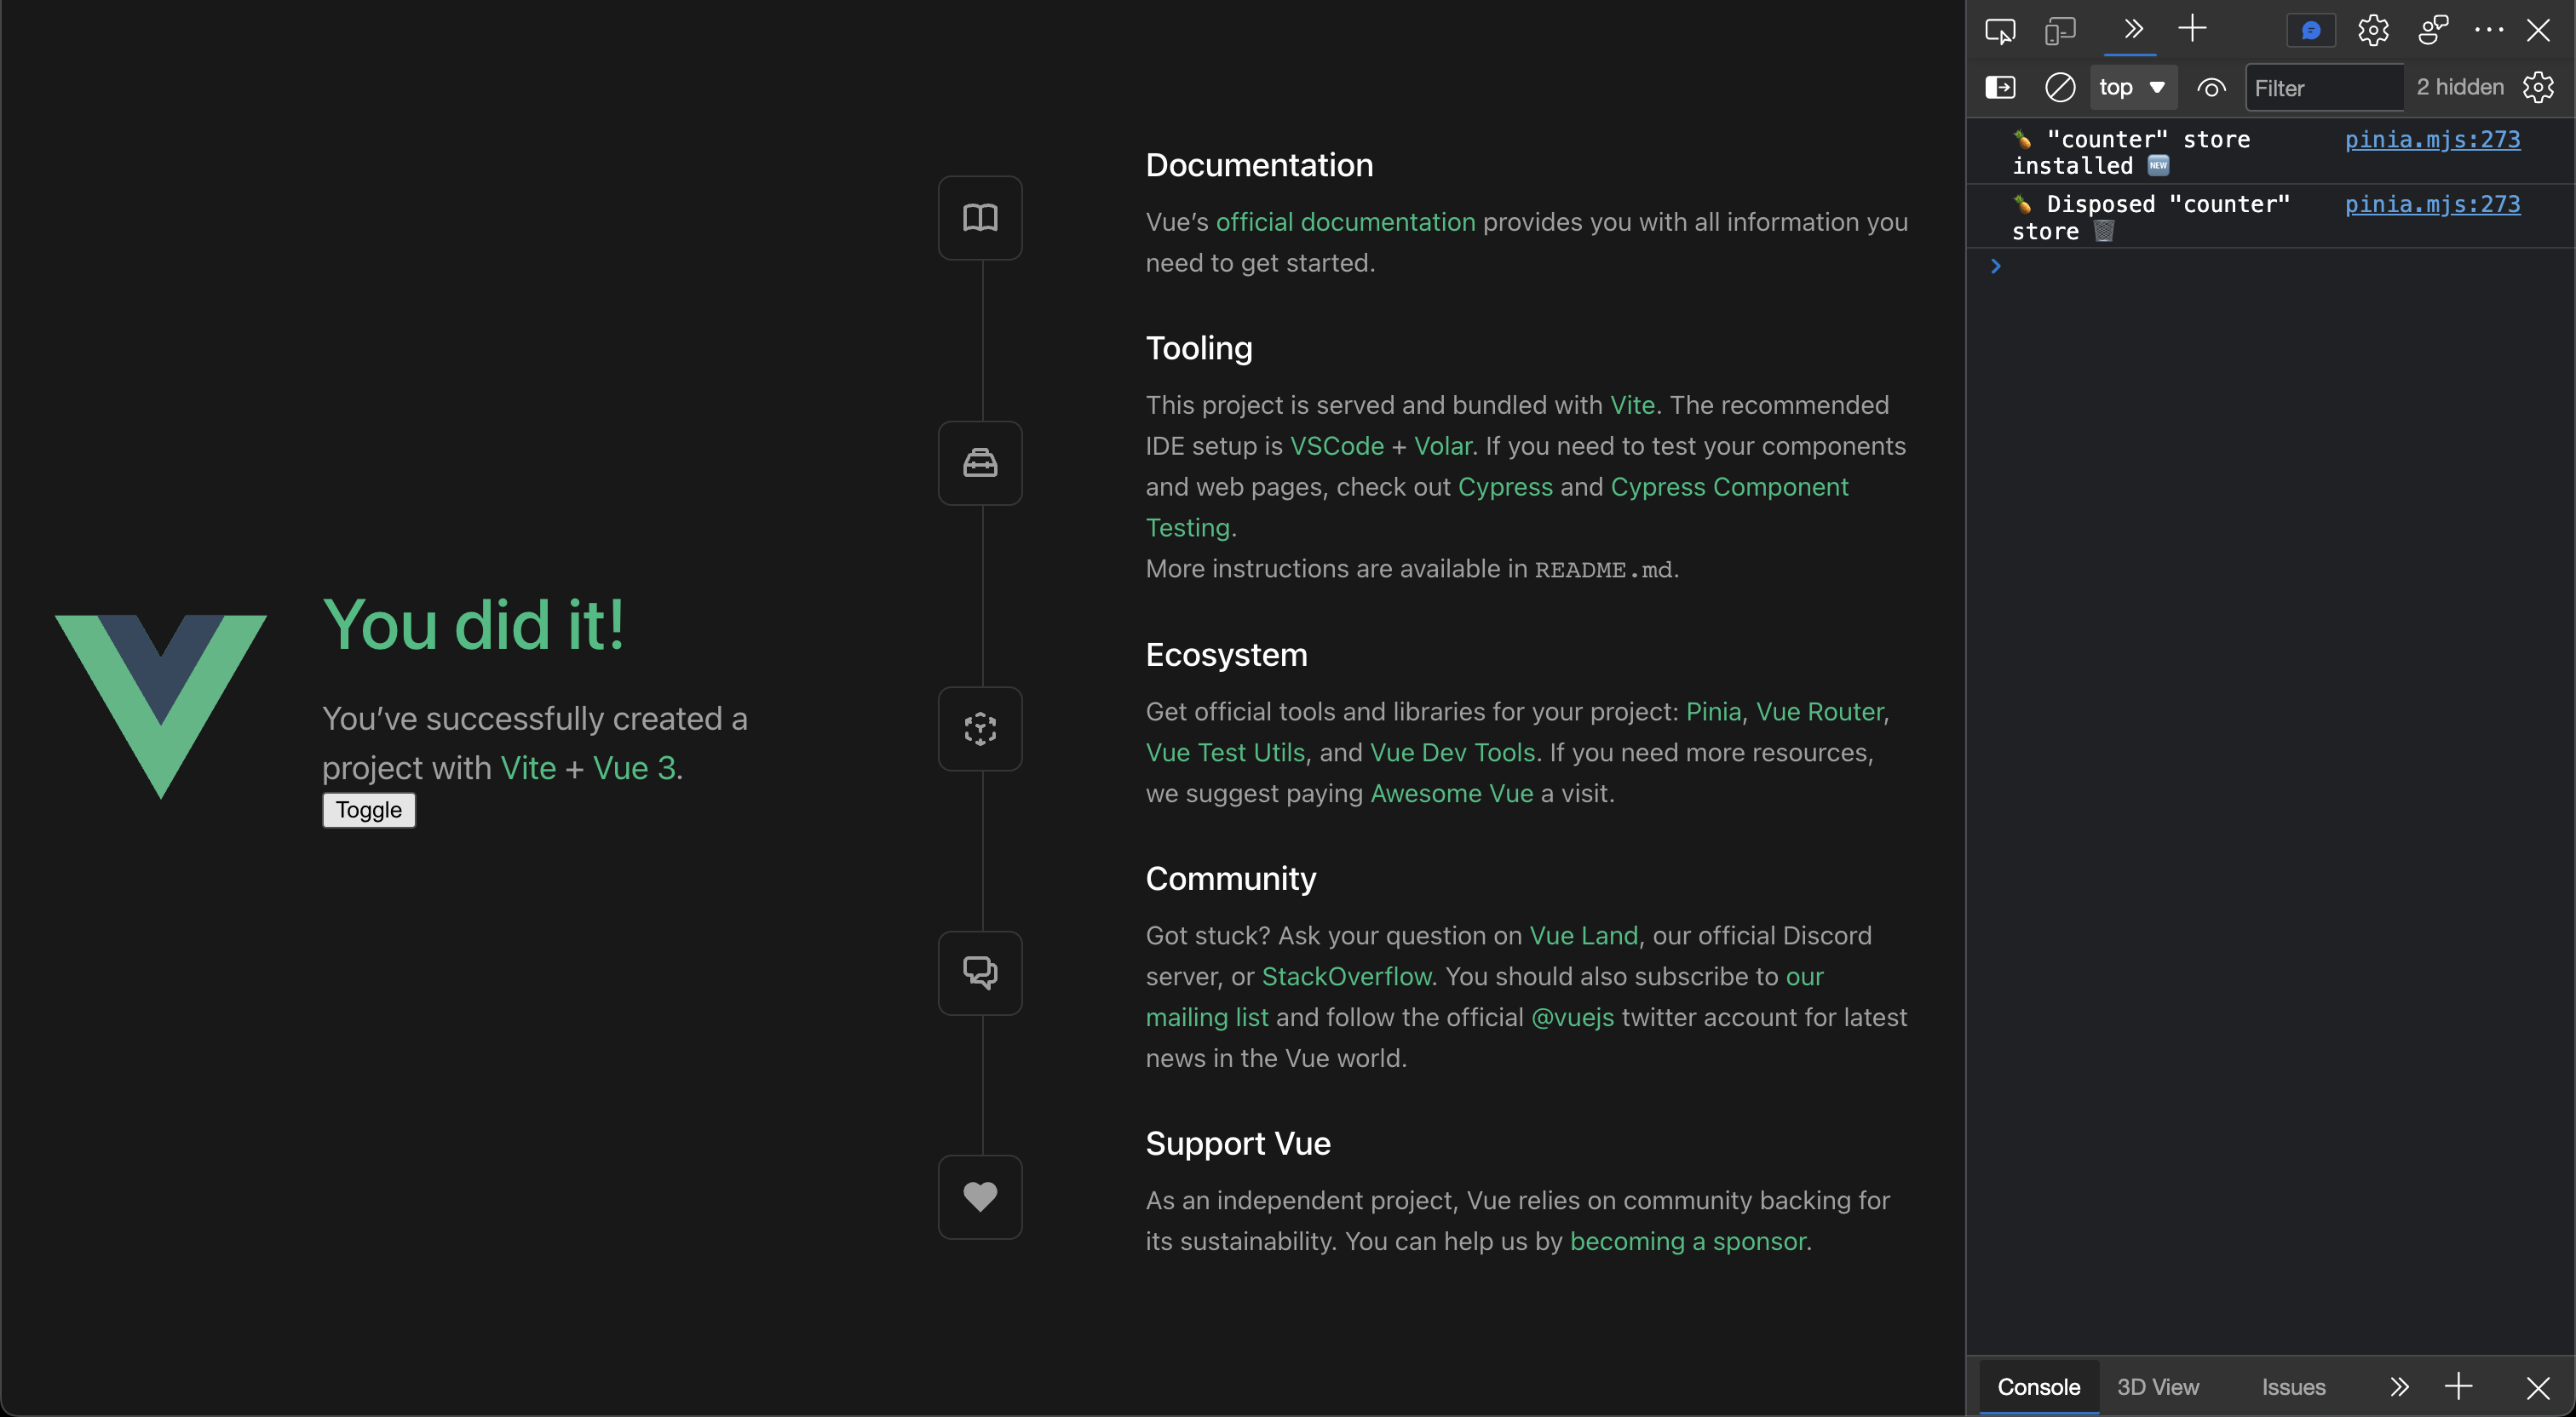 You did it!
You’ve successfully created a
project with Vite + Vue 3.
Toggle
Documentation
Vue’s official documentation provides you with all information you
need to get started.
Tooling
This project is served and bundled with Vite. The recommended
IDE setup is VSCode + Volar. If you need to test your components
and web pages, check out Cypress and Cypress Component
Testing.
More instructions are available in README.md.
Ecosystem
Get official tools and libraries for your project: Pinia, Vue Router,
Vue Test Utils, and Vue Dev Tools. If you need more resources,
we suggest paying Awesome Vue a visit.
Community
Got stuck? Ask your question on Vue Land, our official Discord
server, or StackOverflow. You should also subscribe to our
mailing list and follow the official @vuejs twitter account for latest
news in the Vue world.
Support Vue
As an independent project, Vue relies on community backing for
its sustainability. You can help us by becoming a sponsor.
top Filter 2 hidden
🍍 "counter" store pinia.mjs:273
installed 🆕
🍍 Disposed "counter" pinia.mjs:273
store 🗑️
Console 3D View Issues